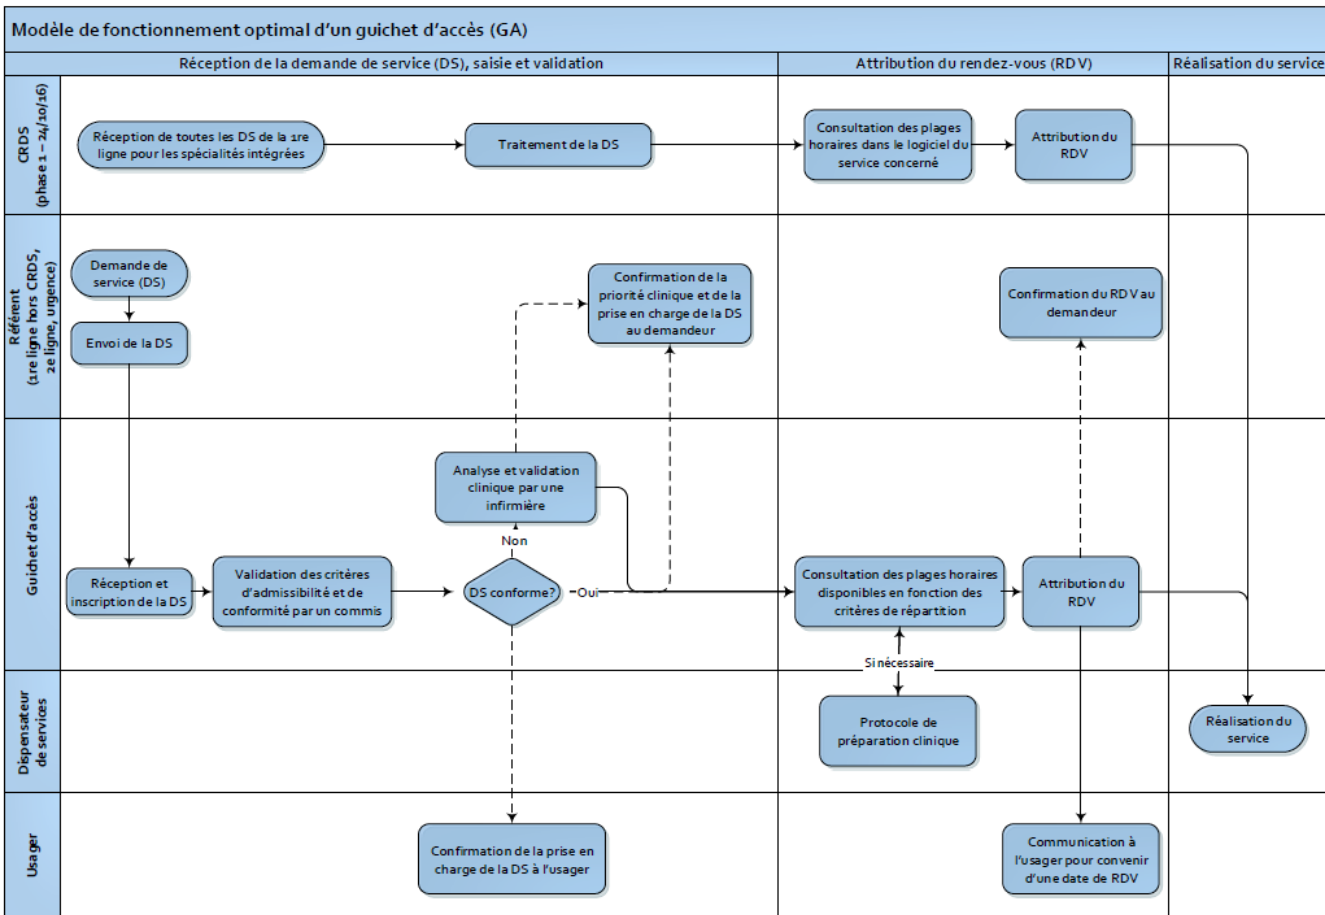 Modèle de fonctionnement optimal d'un guichet d'accès (GA)
Réception de la demande de service (DS), saisie et validation
Attribution du rendez-vous (RDV)
Réalisation du service
CRDS
(phase 1 – 24/10/16)
Réception de toutes les DS de la 1re
ligne pour les spécialités intégrées
Traitement de la DS
Consultation des plages
horaires dans le logiciel du
service concerné
Attribution du
RDV
Référent
(1re ligne hors CRDS,
2e ligne, urgence)
Demande de
service (DS)
Envoi de la DS
Confirmation de la
priorité clinique et de la
prise en charge de la DS
au demandeur
Confirmation du RDV au
demandeur
Guichet d'accès
Analyse et validation
clinique par une
infirmière
Non
Réception et
inscription de la DS
Validation des critères
d'admissibilité et de
conformité par un commis
DS conforme?
Oui
Consultation des plages horaires
disponibles en fonction des
critères de répartition
Attribution du
RDV
Si nécessaire
Dispensateur
de services
Protocole de
préparation clinique
Réalisation du
service
Usager
Confirmation de la prise en
charge de la DS à l'usager
Communication à
l'usager pour convenir
d'une date de RDV